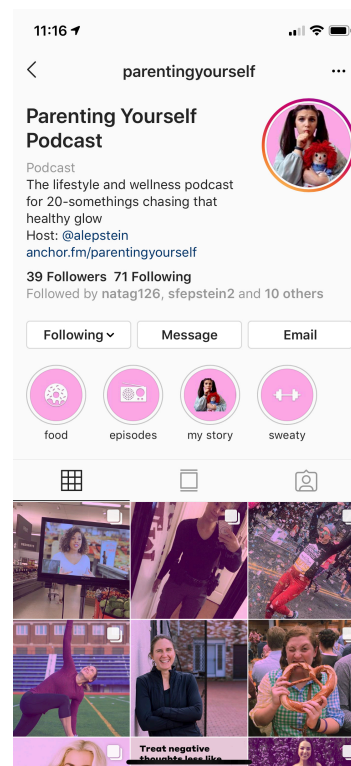 11:16
parentingyourself
Parenting Yourself
Podcast
Podcast
The lifestyle and wellness podcast
for 20-somethings chasing that
healthy glow
Host: @alepstein
anchor.fm/parentingyourself
39 Followers 71 Following
Followed by natag126, sfepstein2 and 10 others
Following
Message
Email
food
episodes
my story
sweaty
Treat negative
thoughts less like